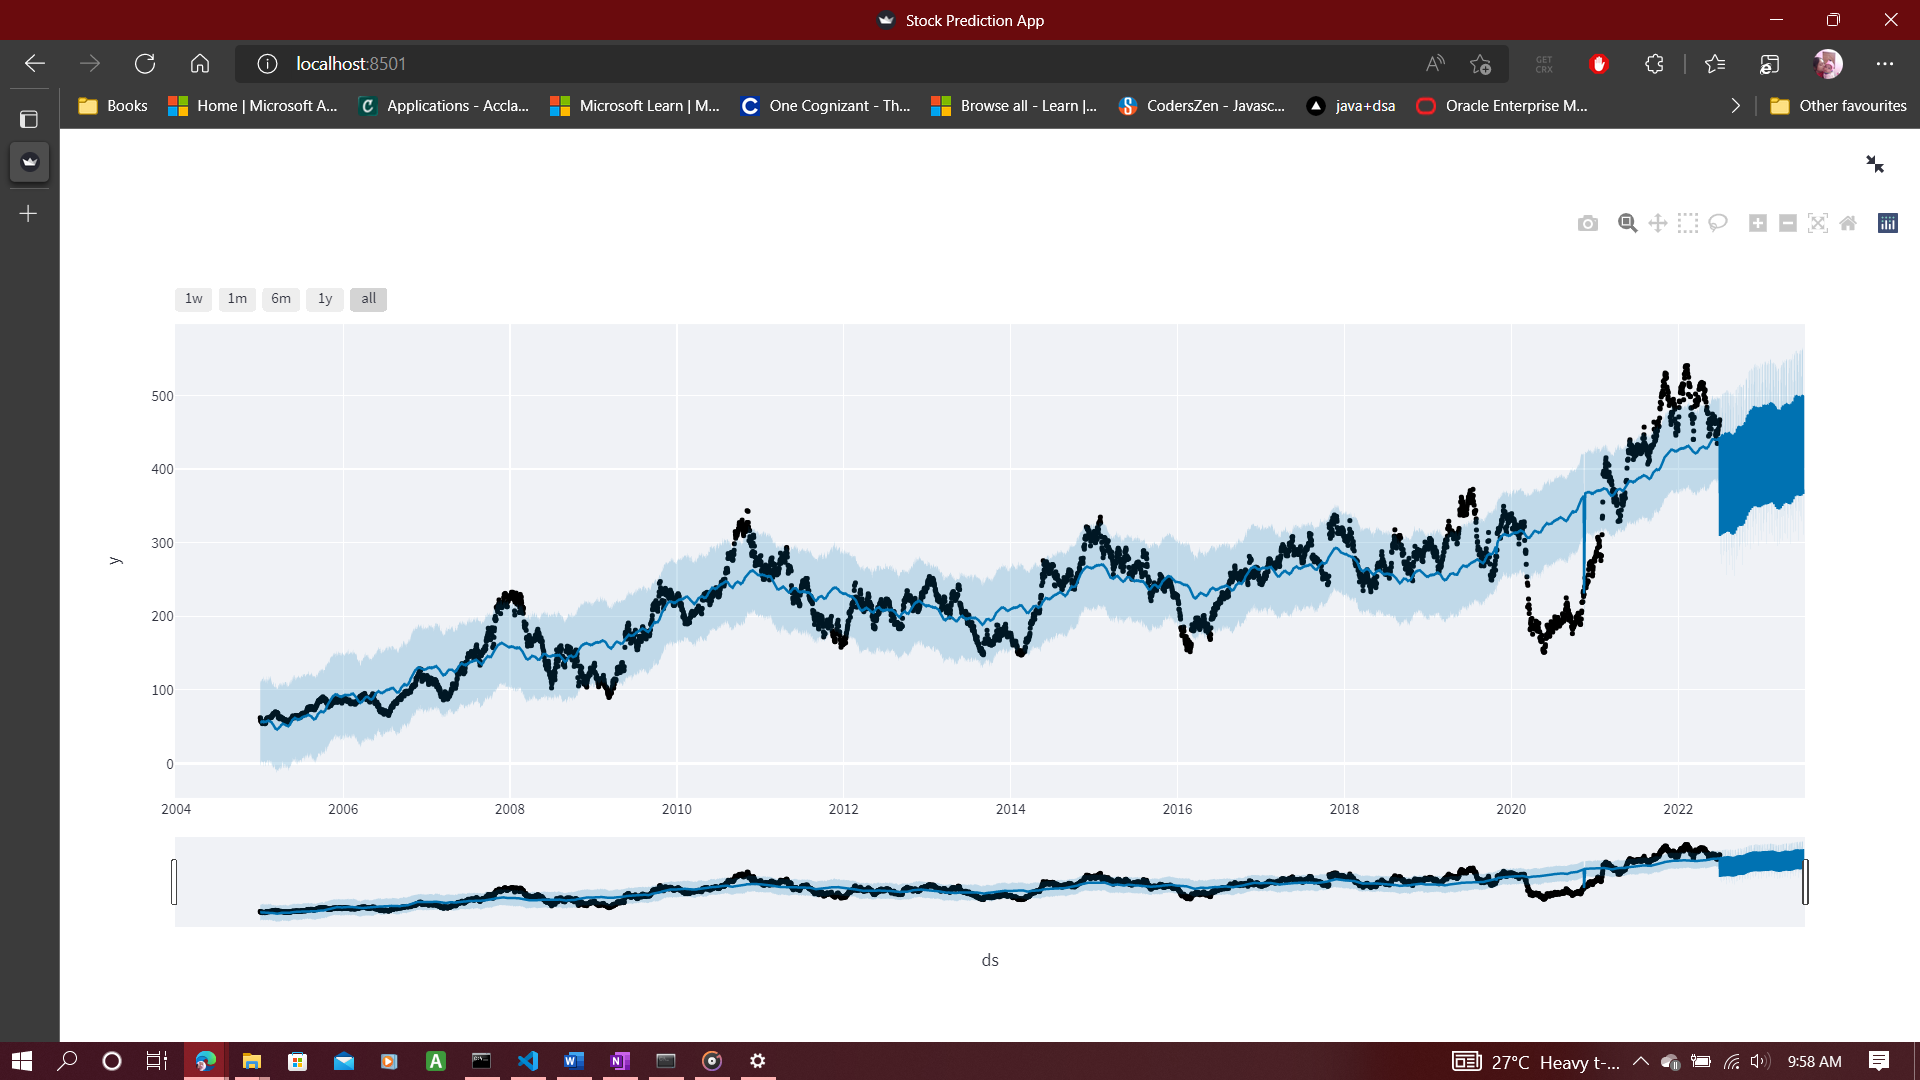 Stock Prediction App
localhost:8501
GET CRX
Books
Home | Microsoft A...
Applications - Accla...
Microsoft Learn | M...
One Cognizant - Th...
Browse all - Learn |...
CodersZen - Javasc...
java+dsa
Oracle Enterprise M...
Other favourites
1w 1m 6m 1y all
500
400
300
y
200
100
0
2004 2006 2008 2010 2012 2014 2016 2018 2020 2022
ds
27°C Heavy t-...
9:58 AM